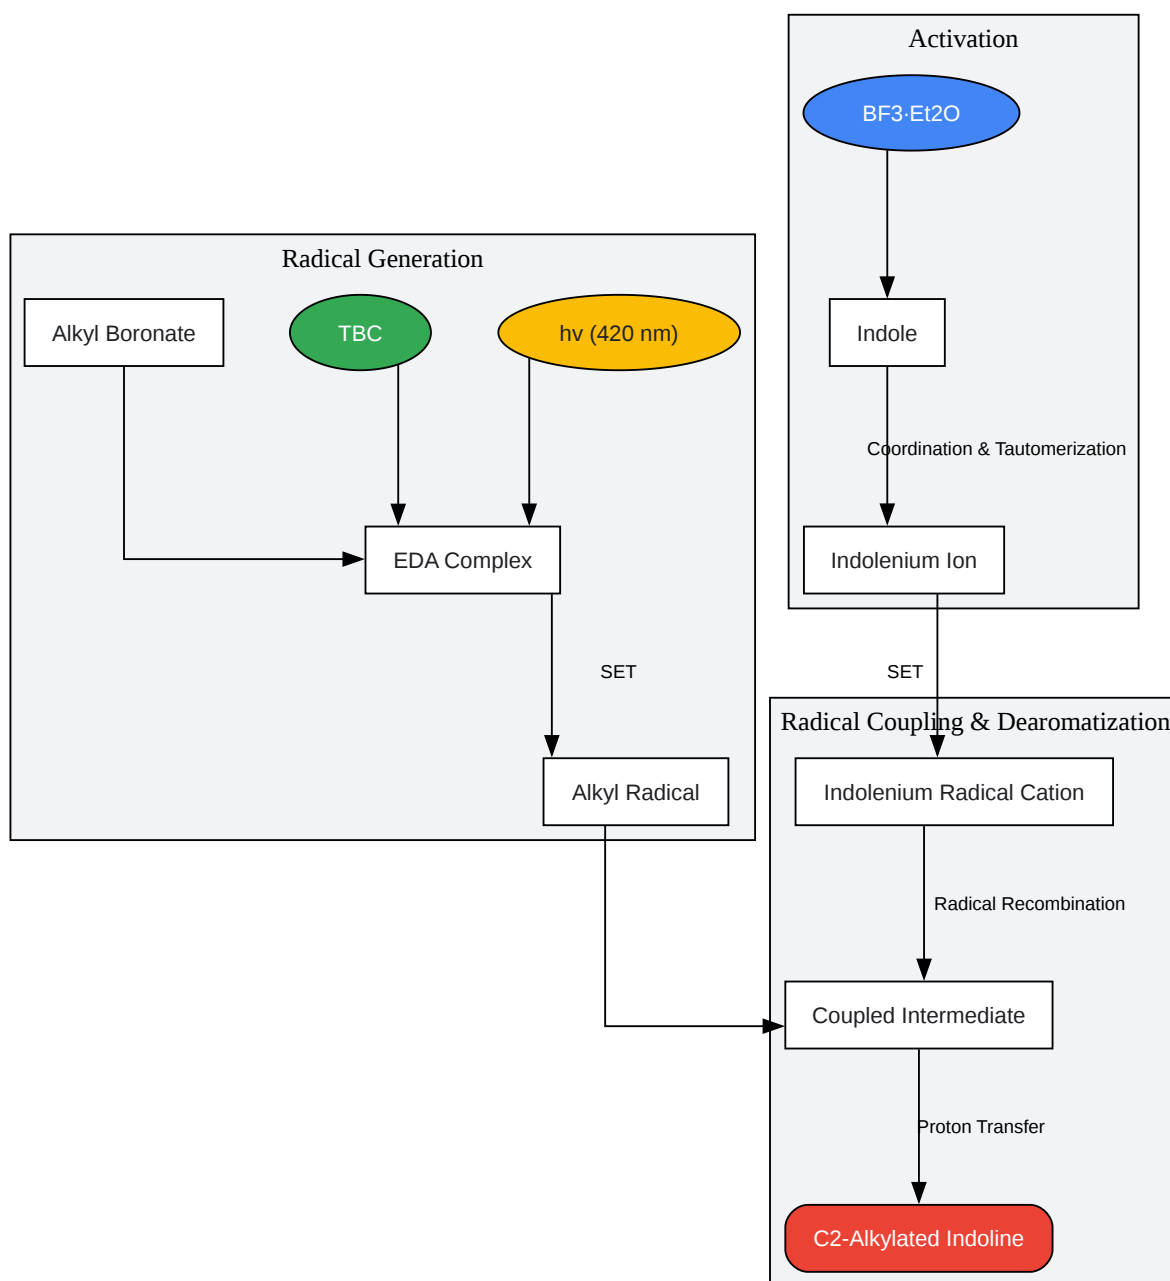 Activation
BF3·Et2O
Radical Generation
Alkyl Boronate
TBC
hv (420 nm)
Indole
Coordination & Tautomerization
EDA Complex
Indolenium Ion
SET
SET
Radical Coupling & Dearomatization
Alkyl Radical
Indolenium Radical Cation
Radical Recombination
Coupled Intermediate
Proton Transfer
C2-Alkylated Indoline